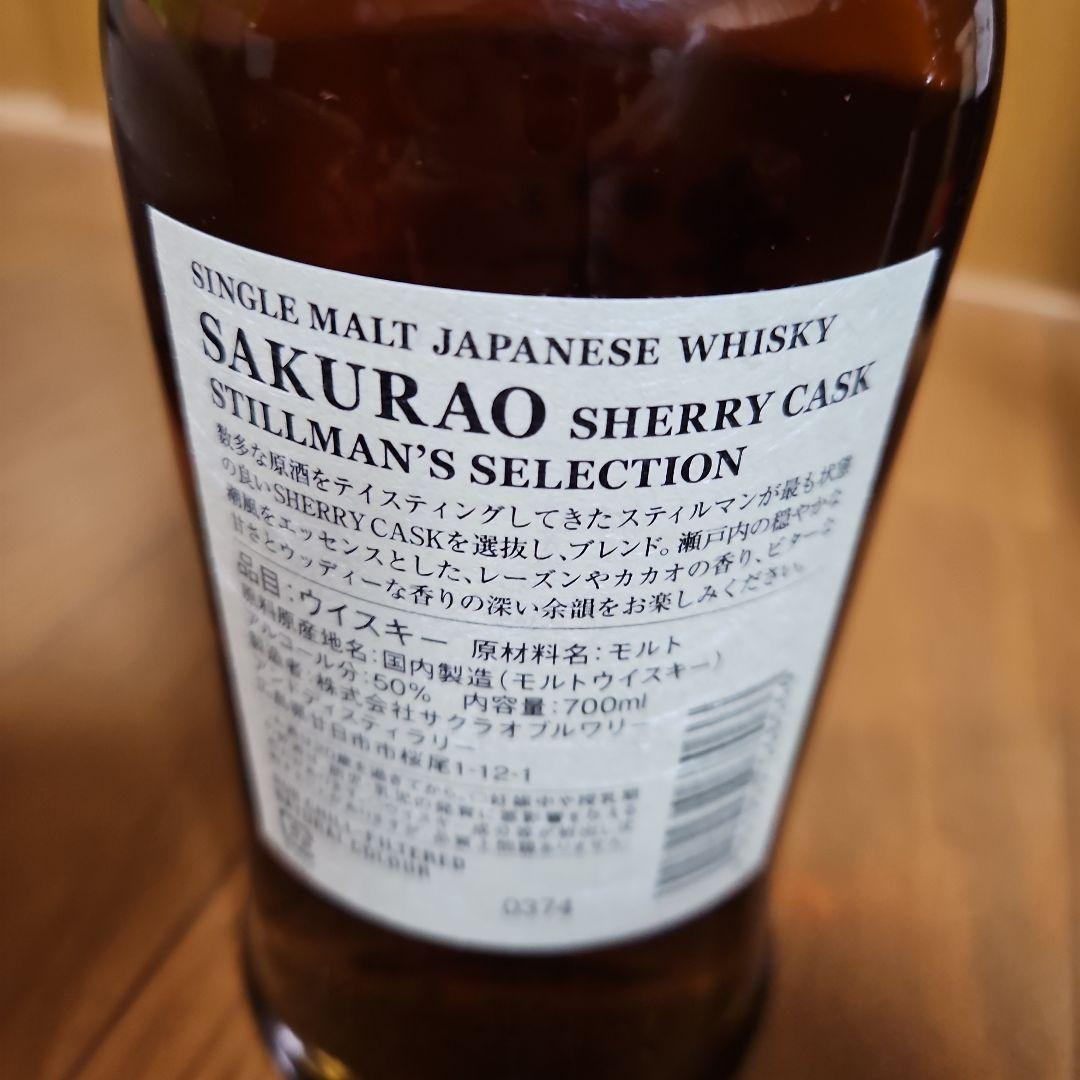 SINGLE MALT JAPANESE WHISKY
SAKURAO SHERRY CASK
STILLMAN'S SELECTION
数多な原酒をテイスティングしてきたスティルマンが最も状態
の良いSHERRY CASKを選抜し、ブレンド。瀬戸内の穏やかな
潮風をエッセンスとした、レーズンやカカオの香り、ビターな
甘さとウッディーな香りの深い余韻をお楽しみください。
品目：ウイスキー 原材料名：モルト
原料原産地名：国内製造（モルトウイスキー）
アルコール分：50% 内容量：700ml
製造者：株式会社サクラオブルワリー
アンドディスティラリー
広島県廿日市市桜尾1-12-1
FILTERED
COLOUR
0374